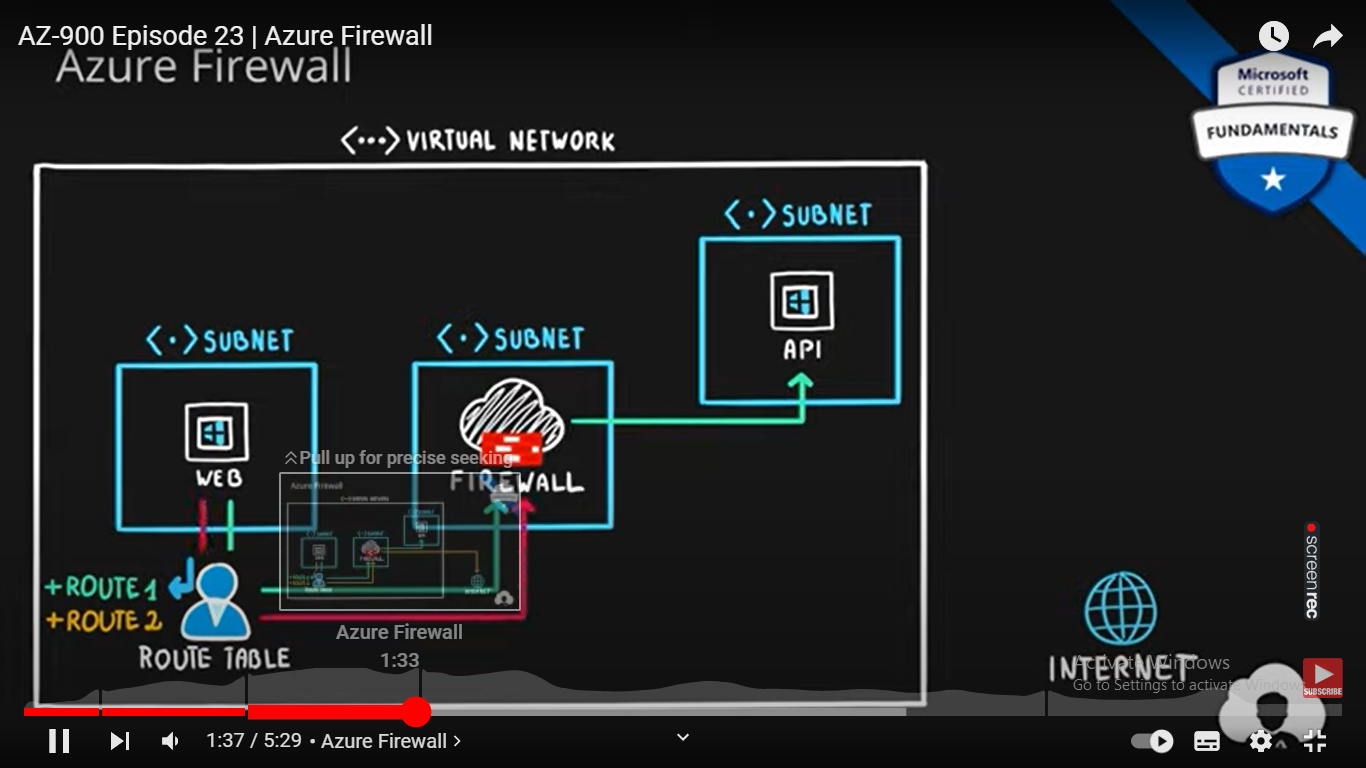 AZ-900 Episode 23 | Azure Firewall
Azure Firewall
Microsoft
CERTIFIED
FUNDAMENTALS
<···> VIRTUAL NETWORK
<·> SUBNET
API
<·> SUBNET
<·> SUBNET
WEB
FIREWALL
Pull up for precise seeking
Azure Firewall
+ROUTE 1
+ROUTE 2
ROUTE TABLE
Azure Firewall
1:33
screenrec
INTERNET
Activate Windows
Go to Settings to activate Windows.
SUBSCRIBE
1:37 / 5:29 • Azure Firewall >